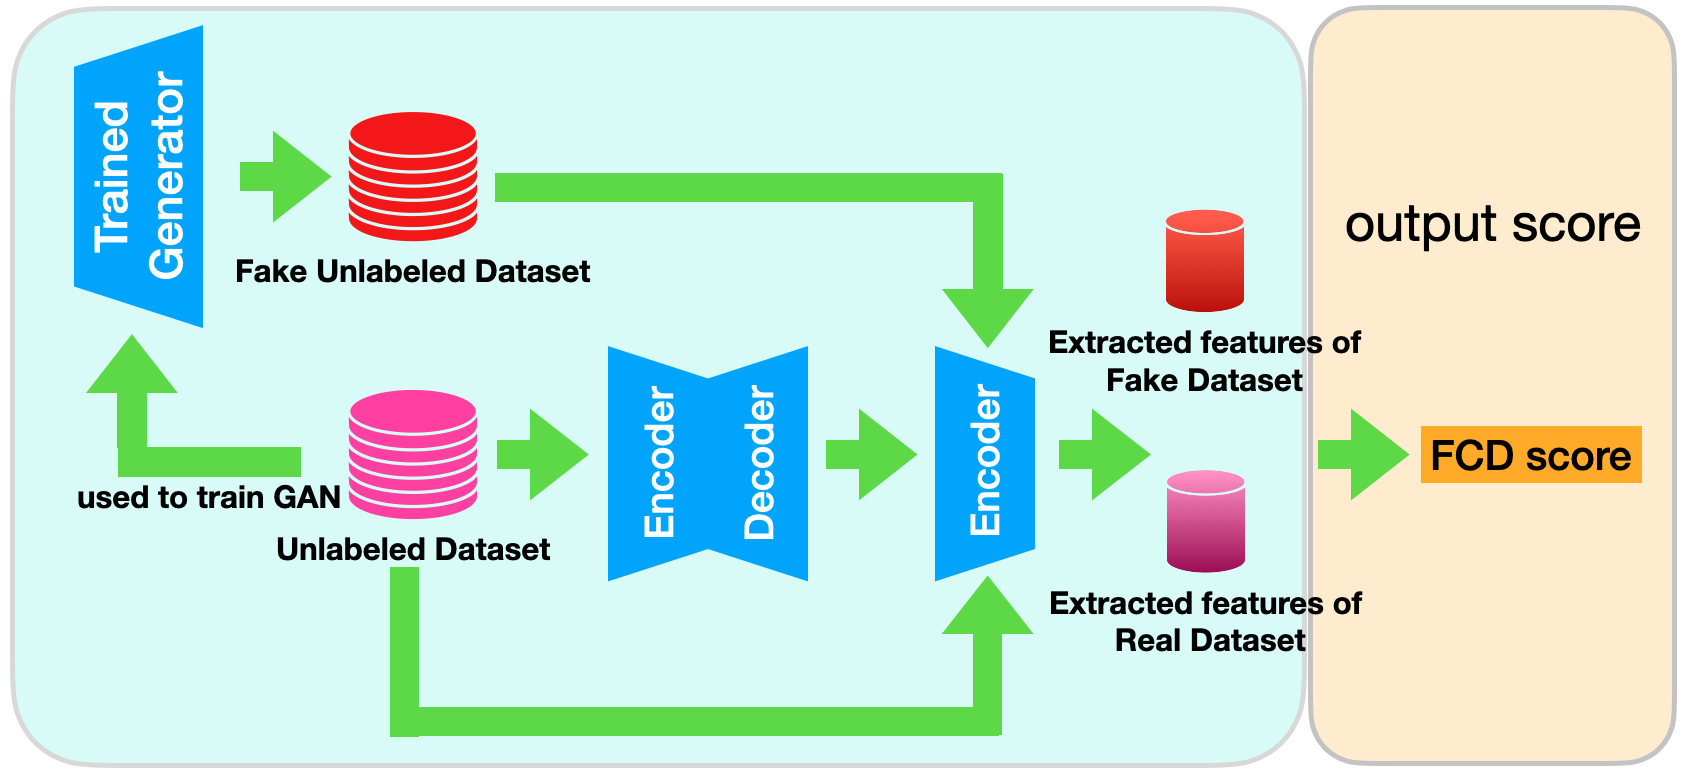 Trained
Generator
Fake Unlabeled Dataset
used to train GAN
Unlabeled Dataset
Encoder
Decoder
Encoder
Extracted features of
Fake Dataset
Extracted features of
Real Dataset
output score
FCD score